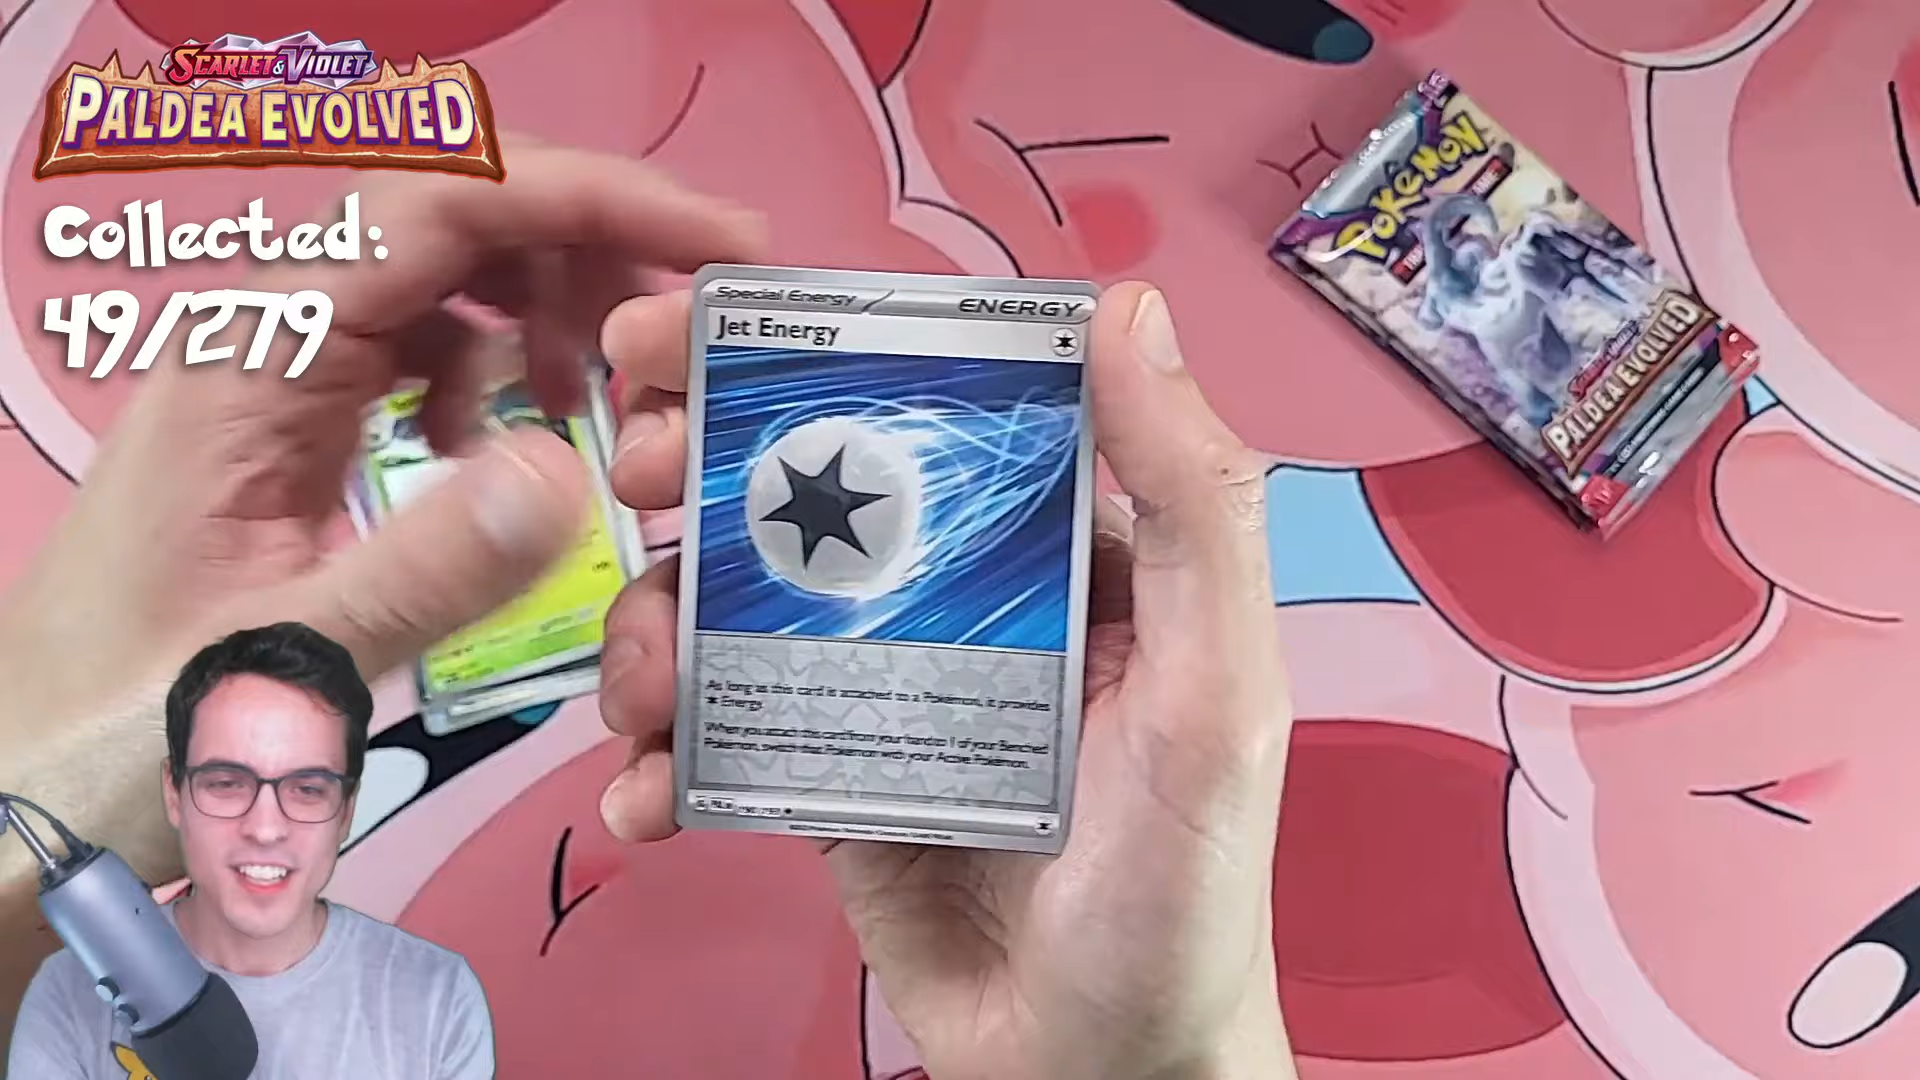 SCARLET & VIOLET
PALDEA EVOLVED
Collected:
49/279
Special Energy
ENERGY
Jet Energy
As long as this card is attached to a Pokémon, it provides
Energy.
When you attach this card from your hand to 1 of your Benched
Pokémon, switch that Pokémon with your Active Pokémon.
POKÉMON
PALDEA EVOLVED